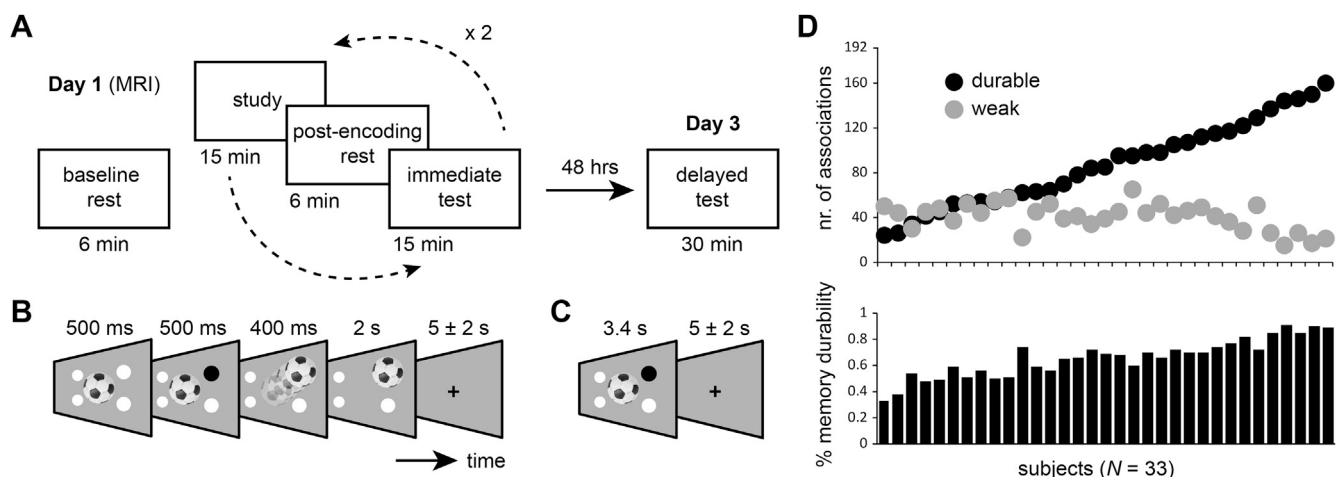 A
Day 1 (MRI)
x 2
study
15 min
post-encoding
rest
6 min
baseline
rest
6 min
immediate
test
15 min
48 hrs
Day 3
delayed
test
30 min
B
500 ms
500 ms
400 ms
2 s
5 ± 2 s
+
time
C
3.4 s
5 ± 2 s
+
D
nr. of associations
192
160
120
80
40
0
durable
weak
% memory durability
1
0.8
0.6
0.4
0.2
0
subjects (N = 33)